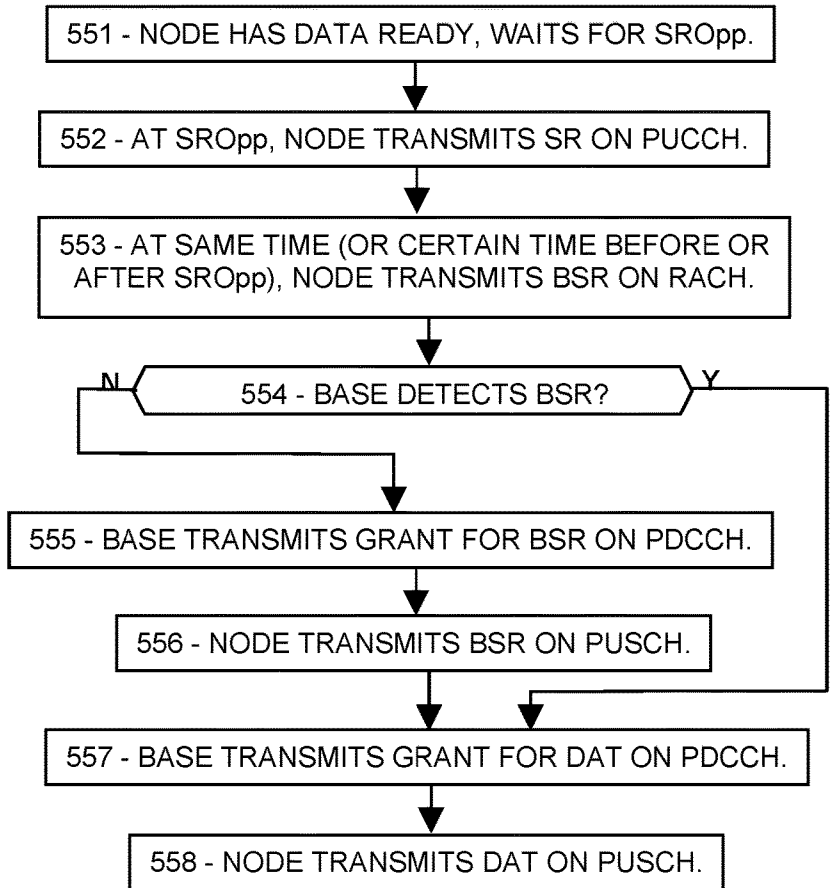 551 - NODE HAS DATA READY, WAITS FOR SROpp.
552 - AT SROpp, NODE TRANSMITS SR ON PUCCH.
553 - AT SAME TIME (OR CERTAIN TIME BEFORE OR
AFTER SROpp), NODE TRANSMITS BSR ON RACH.
N
554 - BASE DETECTS BSR?
Y
555 - BASE TRANSMITS GRANT FOR BSR ON PDCCH.
556 - NODE TRANSMITS BSR ON PUSCH.
557 - BASE TRANSMITS GRANT FOR DAT ON PDCCH.
558 - NODE TRANSMITS DAT ON PUSCH.